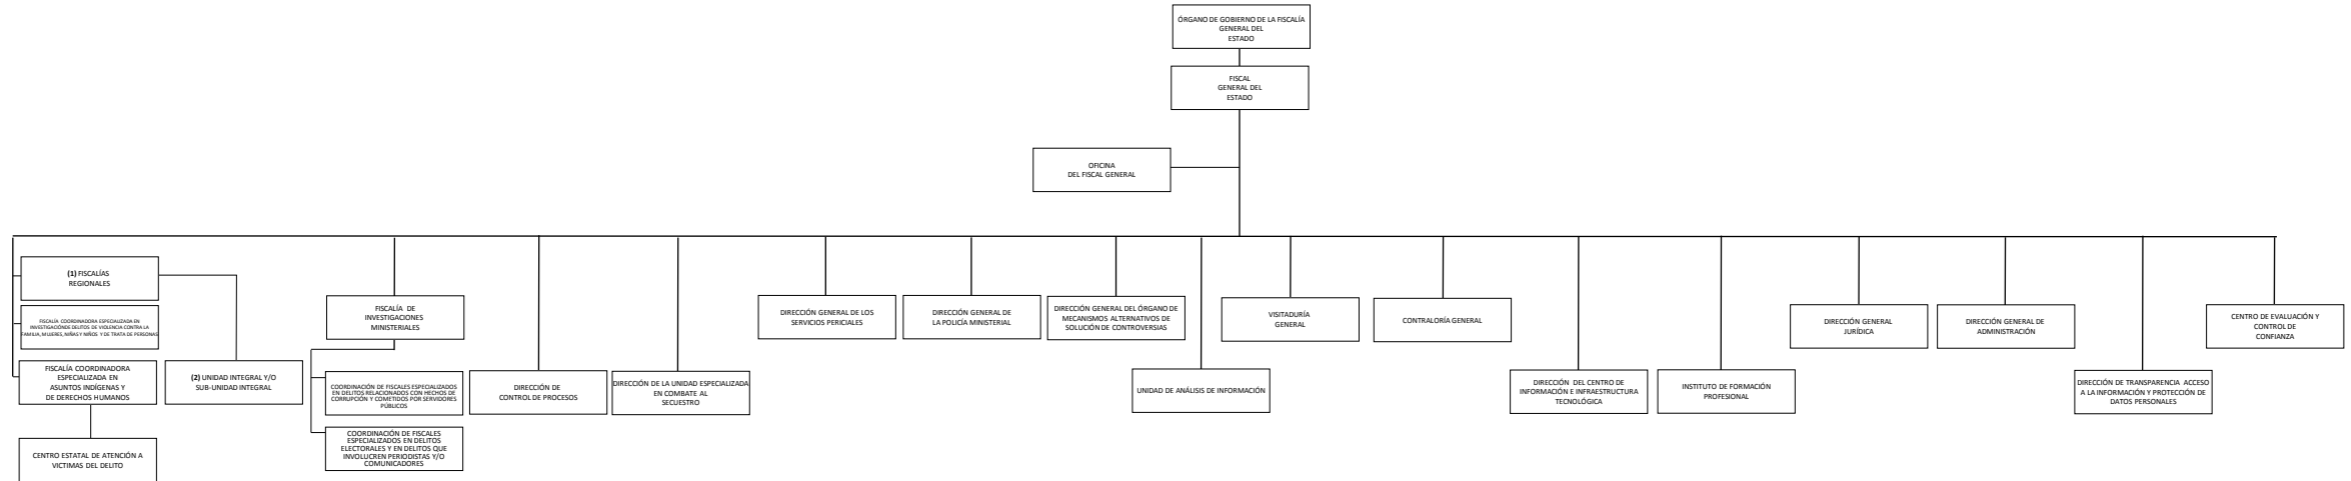 ÓRGANO DE GOBIERNO DE LA FISCALÍA
GENERAL DEL
ESTADO
FISCAL
GENERAL DEL
ESTADO
OFICINA
DEL FISCAL GENERAL
(1) FISCALÍAS
REGIONALES
FISCALÍA COORDINADORA ESPECIALIZADA EN
INVESTIGACIÓNDE DELITOS DE VIOLENCIA CONTRA LA
FAMILIA, MUJERES, NIÑAS Y NIÑOS Y DE TRATA DE PERSONAS
FISCALÍA COORDINADORA
ESPECIALIZADA EN
ASUNTOS INDÍGENAS Y
DE DERECHOS HUMANOS
CENTRO ESTATAL DE ATENCIÓN A
VICTIMAS DEL DELITO
(2) UNIDAD INTEGRAL Y/O
SUB-UNIDAD INTEGRAL
FISCALÍA DE
INVESTIGACIONES
MINISTERIALES
COORDINACIÓN DE FISCALES ESPECIALIZADOS
EN DELITOS RELACIONADOS CON HECHOS DE
CORRUPCIÓN Y COMETIDOS POR SERVIDORES
PÚBLICOS
COORDINACIÓN DE FISCALES
ESPECIALIZADOS EN DELITOS
ELECTORALES Y EN DELITOS QUE
INVOLUCREN PERIODISTAS Y/O
COMUNICADORES
DIRECCIÓN DE
CONTROL DE PROCESOS
DIRECCIÓN DE LA UNIDAD ESPECIALIZADA
EN COMBATE AL
SECUESTRO
DIRECCIÓN GENERAL DE LOS
SERVICIOS PERICIALES
DIRECCIÓN GENERAL DE
LA POLICÍA MINISTERIAL
DIRECCIÓN GENERAL DEL ÓRGANO DE
MECANISMOS ALTERNATIVOS DE
SOLUCIÓN DE CONTROVERSIAS
UNIDAD DE ANÁLISIS DE INFORMACIÓN
VISITADURÍA
GENERAL
CONTRALORÍA GENERAL
DIRECCIÓN DEL CENTRO DE
INFORMACIÓN E INFRAESTRUCTURA
TECNOLÓGICA
INSTITUTO DE FORMACIÓN
PROFESIONAL
DIRECCIÓN GENERAL
JURÍDICA
DIRECCIÓN GENERAL DE
ADMINISTRACIÓN
DIRECCIÓN DE TRANSPARENCIA ACCESO
A LA INFORMACIÓN Y PROTECCIÓN DE
DATOS PERSONALES
CENTRO DE EVALUACIÓN Y
CONTROL DE
CONFIANZA